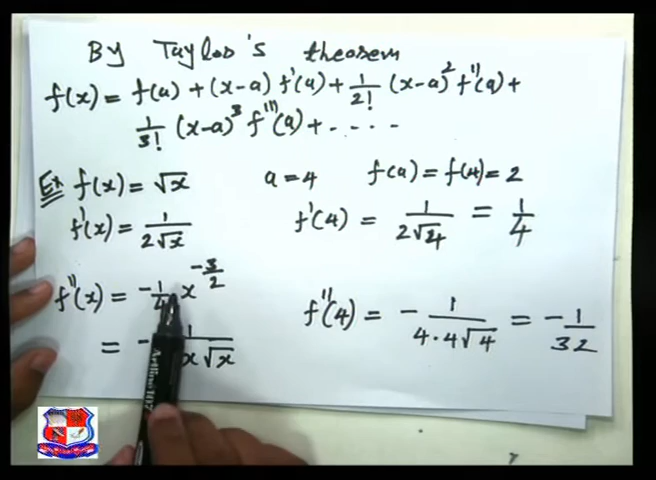 By Taylor's theorem
f(x) = f(a) + (x-a) f'(a) + 1/2! (x-a)² f''(a) +
1/3! (x-a)³ f'''(a) + - - - -
Ex f(x) = √x a = 4 f(a) = f(4) = 2
f'(x) = 1/2√x f'(4) = 1/2√4 = 1/4
f''(x) = -1/4 x^-3/2 f''(4) = - 1/4·4√4 = -1/32
= - 1/ x√x